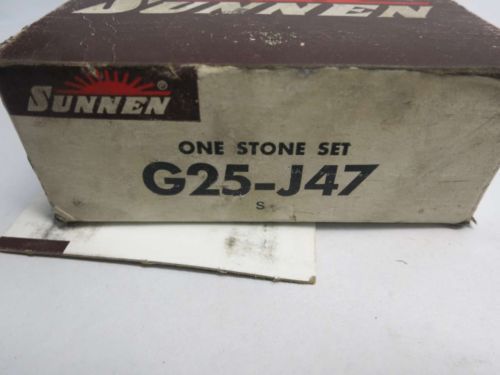 SUNNEN
SUNNEN®
ONE STONE SET
G25-J47
S